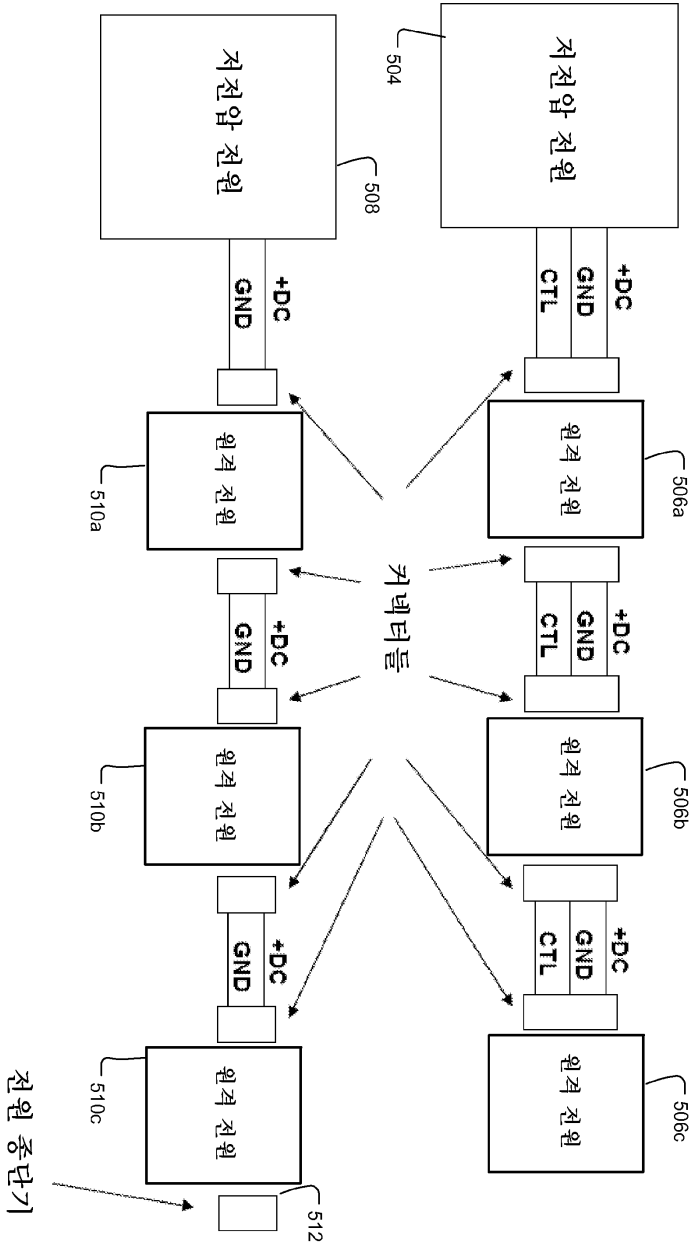 504
저전압 전원
+DC
GND
CTL
506a
원격 전원
+DC
GND
CTL
506b
원격 전원
+DC
GND
CTL
506c
원격 전원
커넥터들
508
저전압 전원
+DC
GND
원격 전원
510a
+DC
GND
원격 전원
510b
+DC
GND
원격 전원
510c
512
전원 종단기